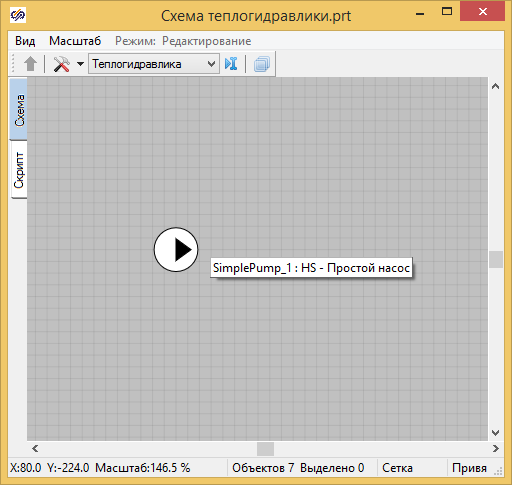 Схема теплогидравлики.prt
Вид Масштаб Режим: Редактирование
Теплогидравлика
Схема
Скрипт
SimplePump_1 : HS - Простой насос
X:80.0 Y:-224.0 Масштаб:146.5 % Объектов 7 Выделено 0 Сетка Привя